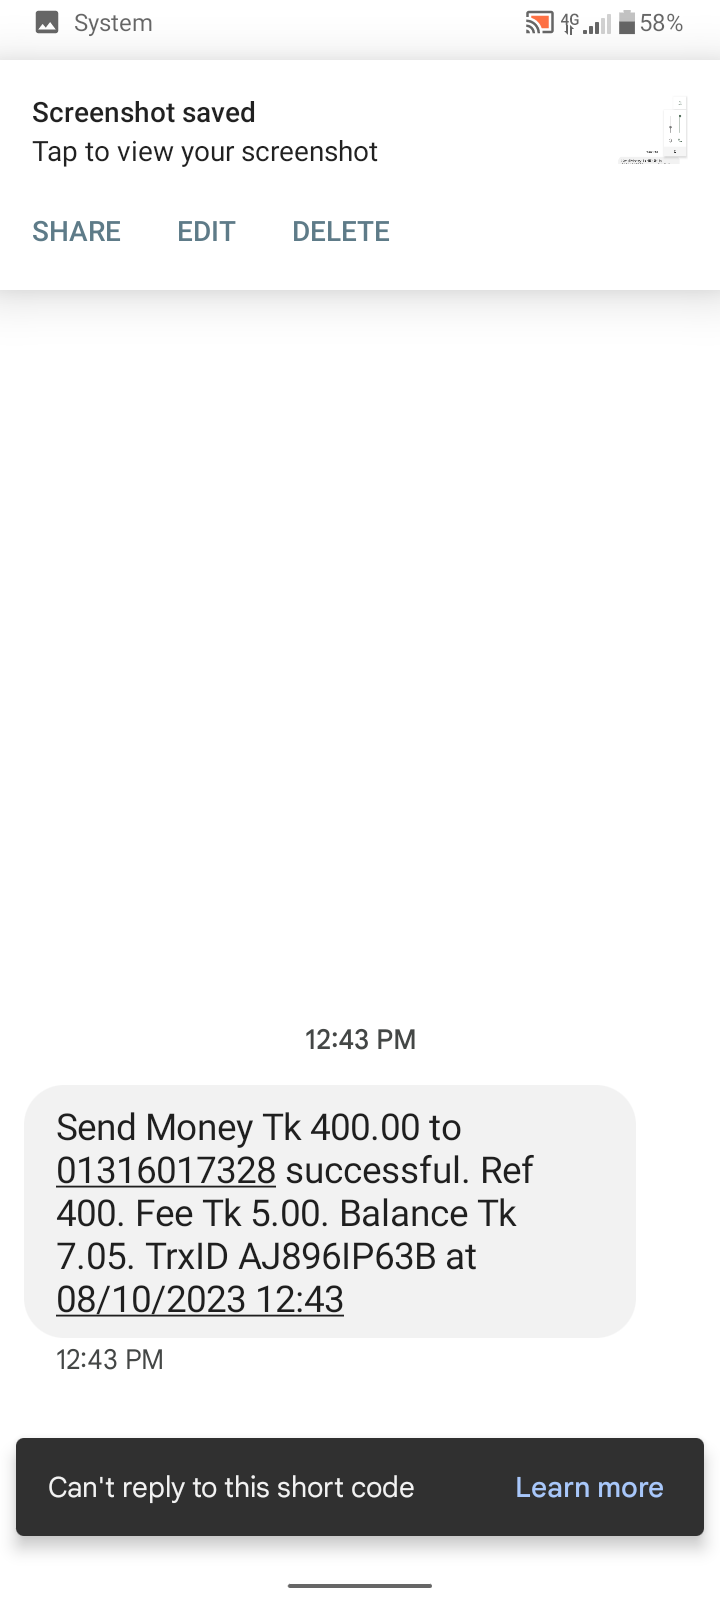 System 4G 58%
Screenshot saved
Tap to view your screenshot
SHARE EDIT DELETE
12:43 PM
Send Money Tk 400.00 to
01316017328 successful. Ref
400. Fee Tk 5.00. Balance Tk
7.05. TrxID AJ896IP63B at
08/10/2023 12:43
12:43 PM
Can't reply to this short code Learn more